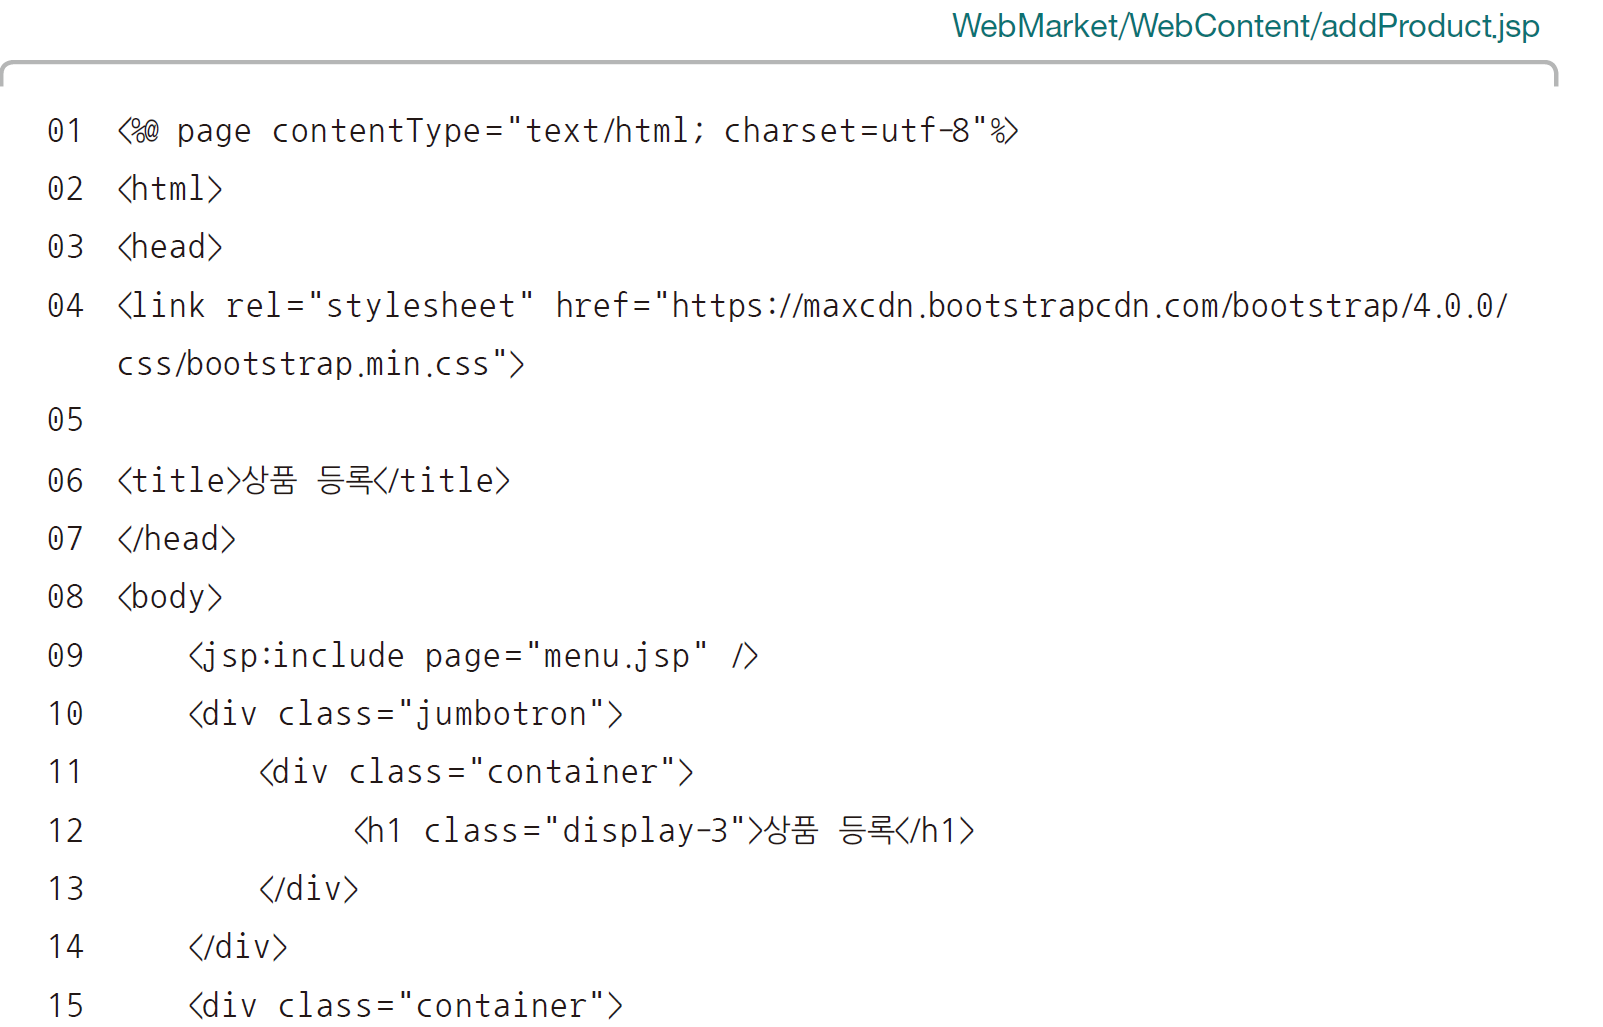 WebMarket/WebContent/addProduct.jsp
01 <%@ page contentType="text/html; charset=utf-8"%>
02 <html>
03 <head>
04 <link rel="stylesheet" href="https://maxcdn.bootstrapcdn.com/bootstrap/4.0.0/
css/bootstrap.min.css">
05
06 <title>상품 등록</title>
07 </head>
08 <body>
09 <jsp:include page="menu.jsp" />
10 <div class="jumbotron">
11 <div class="container">
12 <h1 class="display-3">상품 등록</h1>
13 </div>
14 </div>
15 <div class="container">